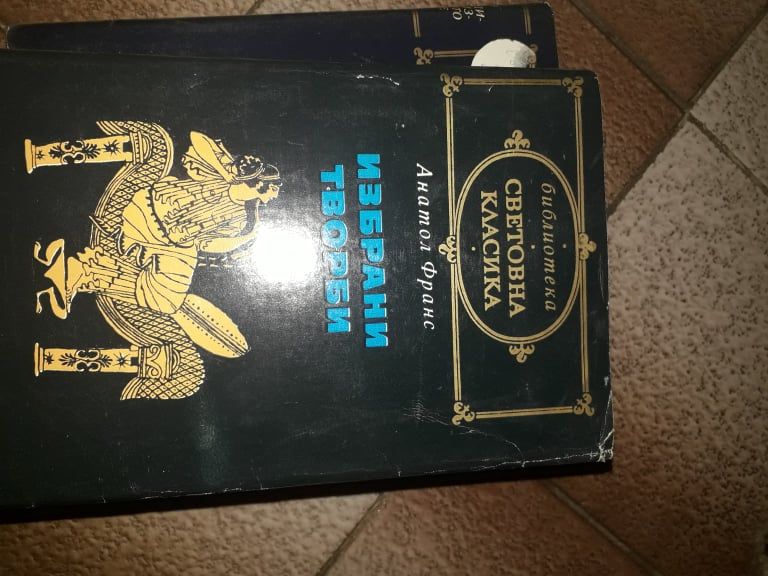 библиотека
СВЕТОВНА
КЛАСИКА
Анатол Франс
ИЗБРАНИ
ТВОРБИ